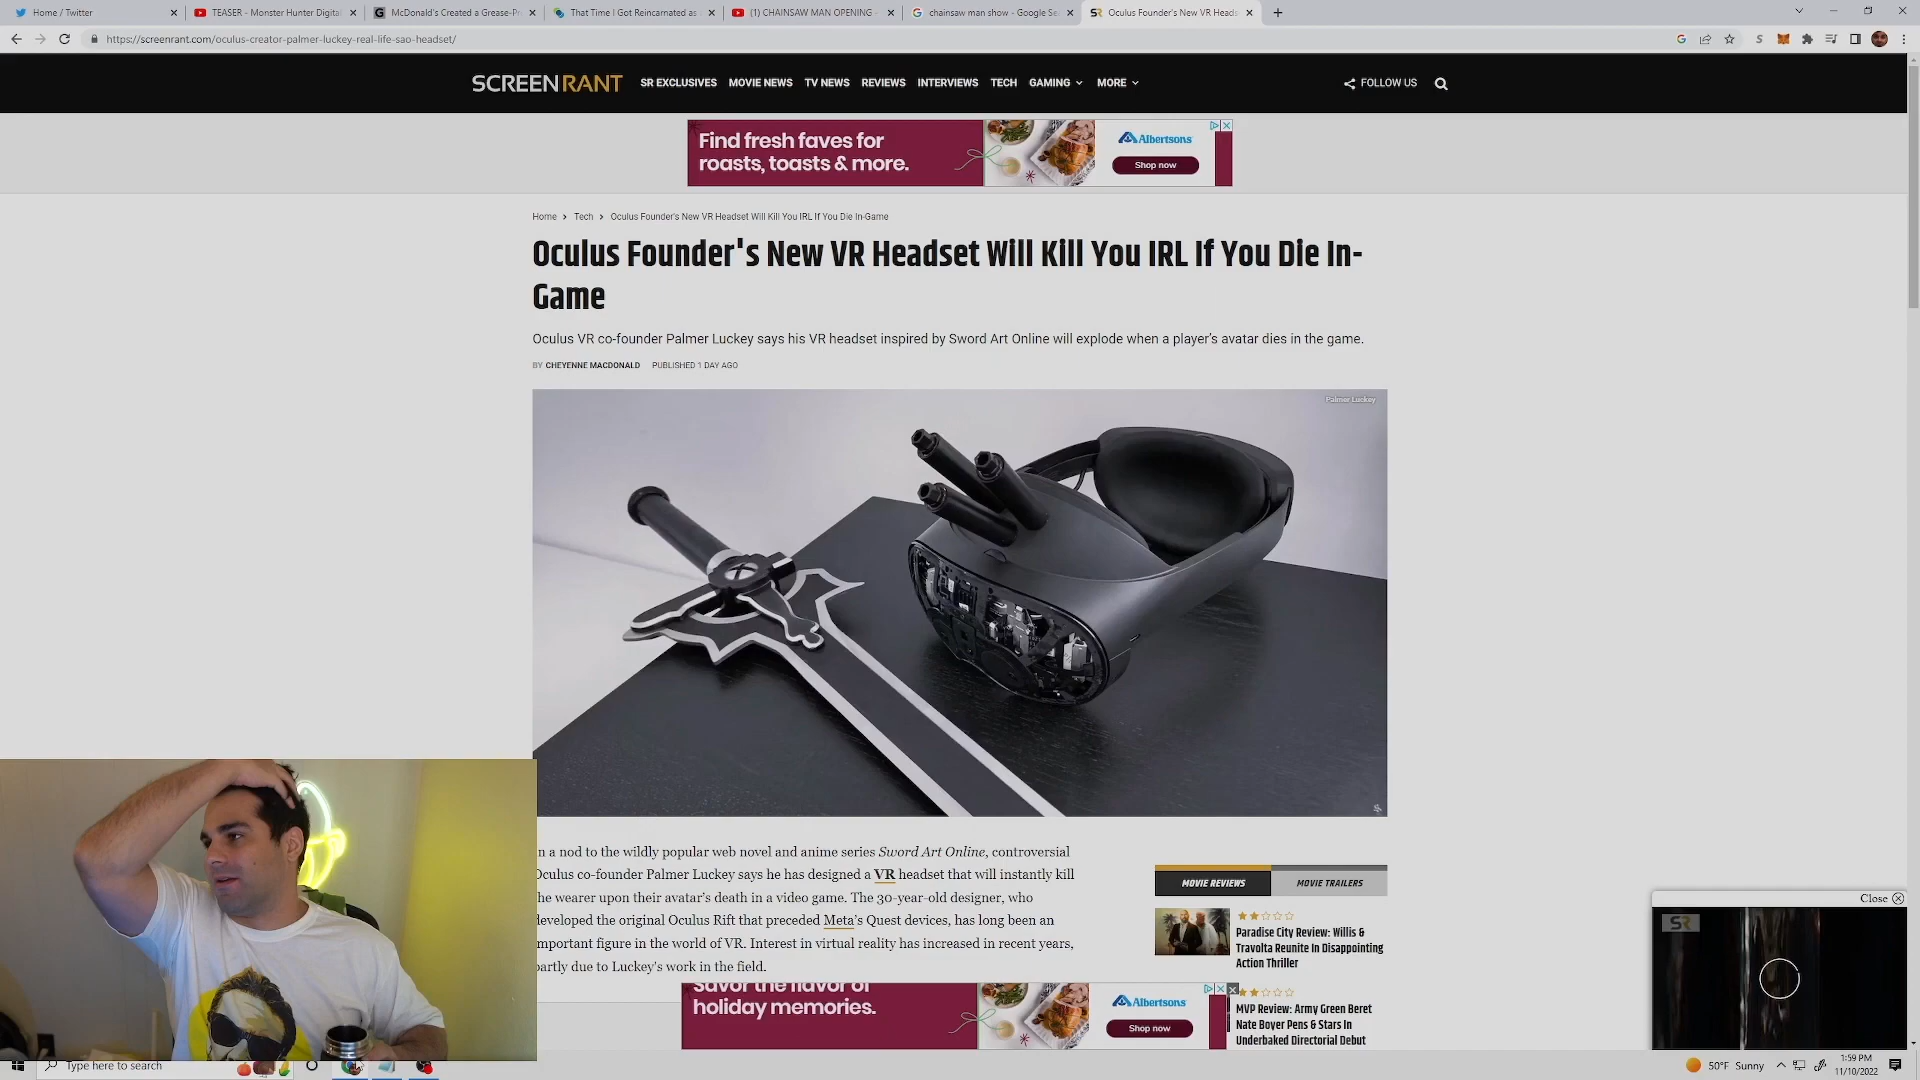 Home / Twitter
TEASER - Monster Hunter Digita
McDonald's Created a Grease-Pr
That Time I Got Reincarnated as
(1) CHAINSAW MAN OPENING -
chainsaw man show - Google Se
Oculus Founder's New VR Heads
https://screenrant.com/oculus-creator-palmer-luckey-real-life-sao-headset/
SCREENRANT
SR EXCLUSIVES
MOVIE NEWS
TV NEWS
REVIEWS
INTERVIEWS
TECH
GAMING
MORE
FOLLOW US
Find fresh faves for
roasts, toasts & more.
Albertsons
Shop now
Home > Tech > Oculus Founder's New VR Headset Will Kill You IRL If You Die In-Game
Oculus Founder's New VR Headset Will Kill You IRL If You Die In-
Game
Oculus VR co-founder Palmer Luckey says his VR headset inspired by Sword Art Online will explode when a player's avatar dies in the game.
BY CHEYENNE MACDONALD PUBLISHED 1 DAY AGO
Palmer Luckey
n a nod to the wildly popular web novel and anime series Sword Art Online, controversial
Oculus co-founder Palmer Luckey says he has designed a VR headset that will instantly kill
he wearer upon their avatar's death in a video game. The 30-year-old designer, who
developed the original Oculus Rift that preceded Meta's Quest devices, has long been an
mportant figure in the world of VR. Interest in virtual reality has increased in recent years,
partly due to Luckey's work in the field.
MOVIE REVIEWS
MOVIE TRAILERS
Paradise City Review: Willis &
Travolta Reunite In Disappointing
Action Thriller
MVP Review: Army Green Beret
Nate Boyer Pens & Stars In
Underbaked Directorial Debut
Close
SR
Savor the flavor of
holiday memories.
Albertsons
Shop now
Type here to search
50°F Sunny
1:59 PM
11/10/2022